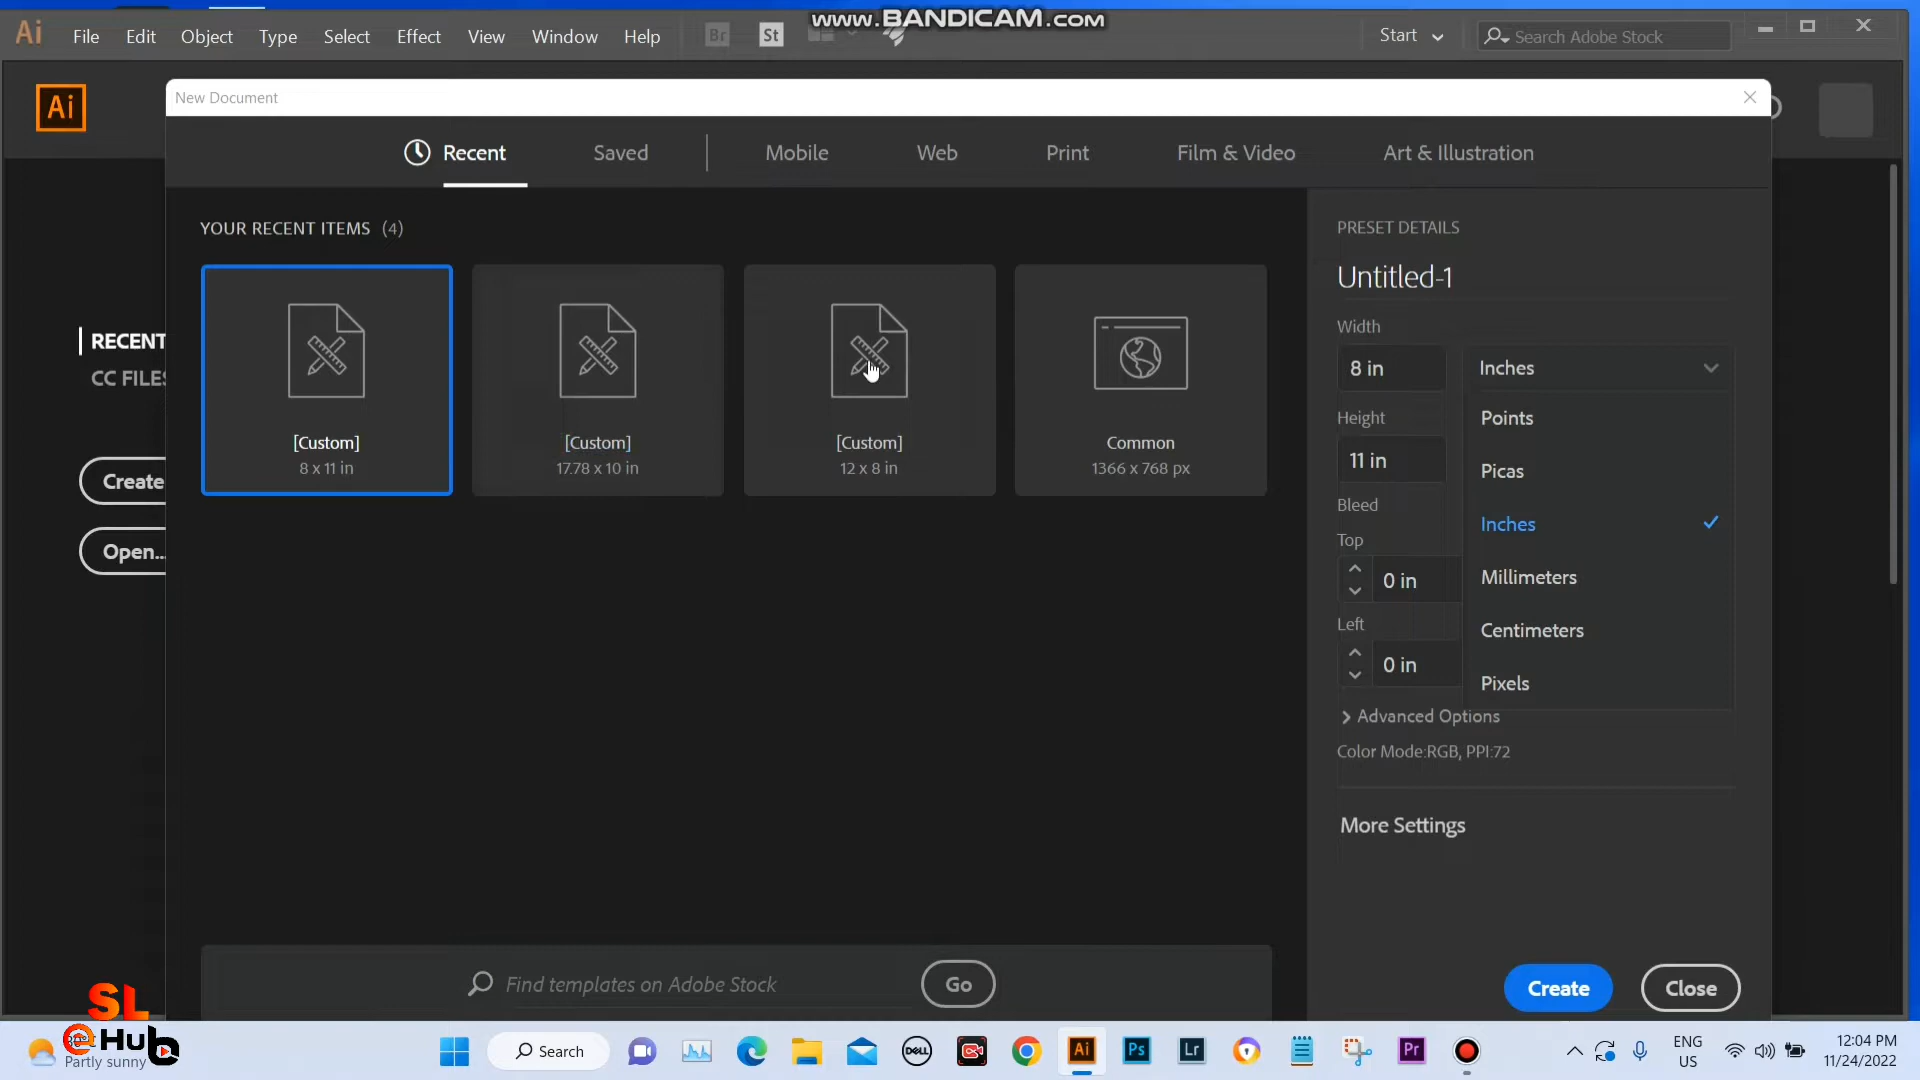 www.BANDICAM.com
Ai File Edit Object Type Select Effect View Window Help Br St Start Search Adobe Stock
Ai
New Document
Recent Saved Mobile Web Print Film & Video Art & Illustration
YOUR RECENT ITEMS (4)
[Custom]
8 x 11 in
[Custom]
17.78 x 10 in
[Custom]
12 x 8 in
Common
1366 x 768 px
RECENT
CC FILES
Create
Open...
PRESET DETAILS
Untitled-1
Width
8 in Inches
Height
11 in
Points
Picas
Inches
Millimeters
Centimeters
Pixels
Bleed
Top
0 in
Left
0 in
Advanced Options
Color Mode:RGB, PPI:72
More Settings
Find templates on Adobe Stock Go
Create Close
SL
@Hub
Partly sunny
Search
DELL
Ai Ps Lr Pr
ENG
US
12:04 PM
11/24/2022